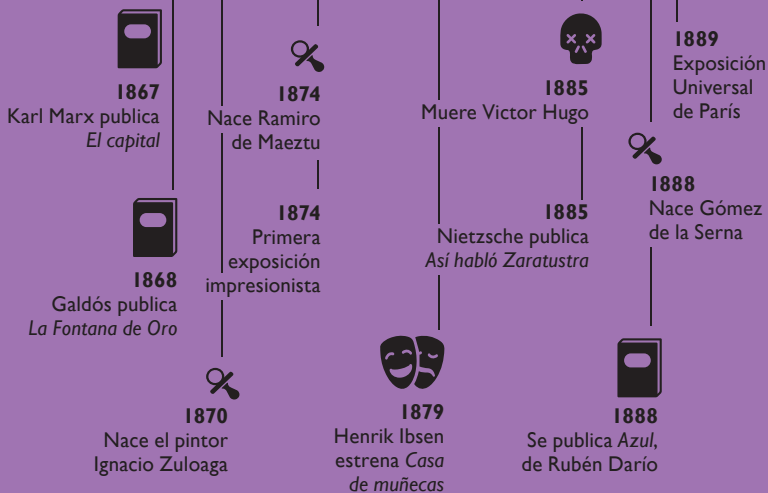 1867
Karl Marx publica
El capital
1868
Galdós publica
La Fontana de Oro
1870
Nace el pintor
Ignacio Zuloaga
1874
Nace Ramiro
de Maeztu
1874
Primera
exposición
impresionista
1879
Henrik Ibsen
estrena Casa
de muñecas
1885
Muere Victor Hugo
1885
Nietzsche publica
Así habló Zaratustra
1888
Se publica Azul,
de Rubén Darío
1888
Nace Gómez
de la Serna
1889
Exposición
Universal
de París